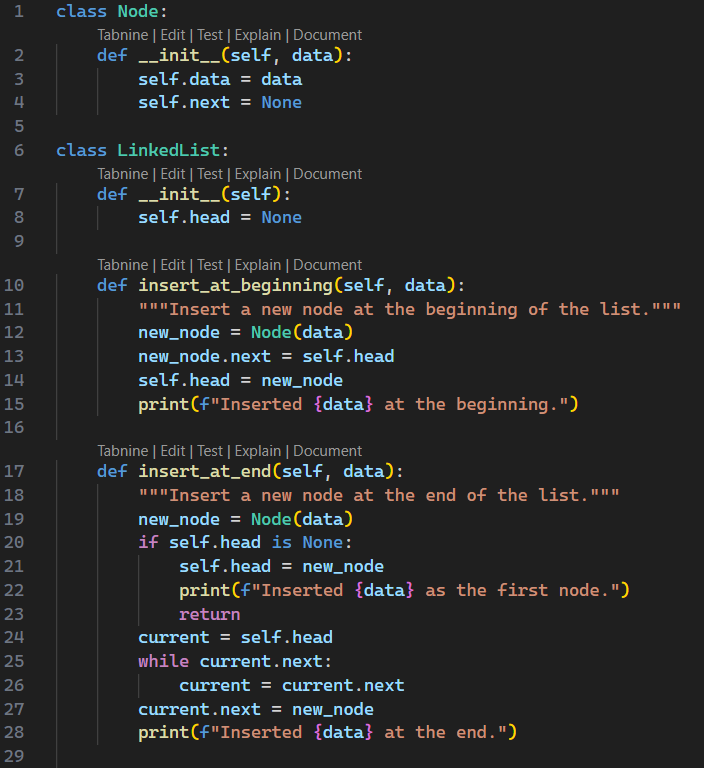 1 class Node:
Tabnine | Edit | Test | Explain | Document
2     def __init__(self, data):
3         self.data = data
4         self.next = None
5
6 class LinkedList:
Tabnine | Edit | Test | Explain | Document
7     def __init__(self):
8         self.head = None
9
Tabnine | Edit | Test | Explain | Document
10     def insert_at_beginning(self, data):
11         """Insert a new node at the beginning of the list."""
12         new_node = Node(data)
13         new_node.next = self.head
14         self.head = new_node
15         print(f"Inserted {data} at the beginning.")
16
Tabnine | Edit | Test | Explain | Document
17     def insert_at_end(self, data):
18         """Insert a new node at the end of the list."""
19         new_node = Node(data)
20         if self.head is None:
21             self.head = new_node
22             print(f"Inserted {data} as the first node.")
23             return
24         current = self.head
25         while current.next:
26             current = current.next
27         current.next = new_node
28         print(f"Inserted {data} at the end.")
29